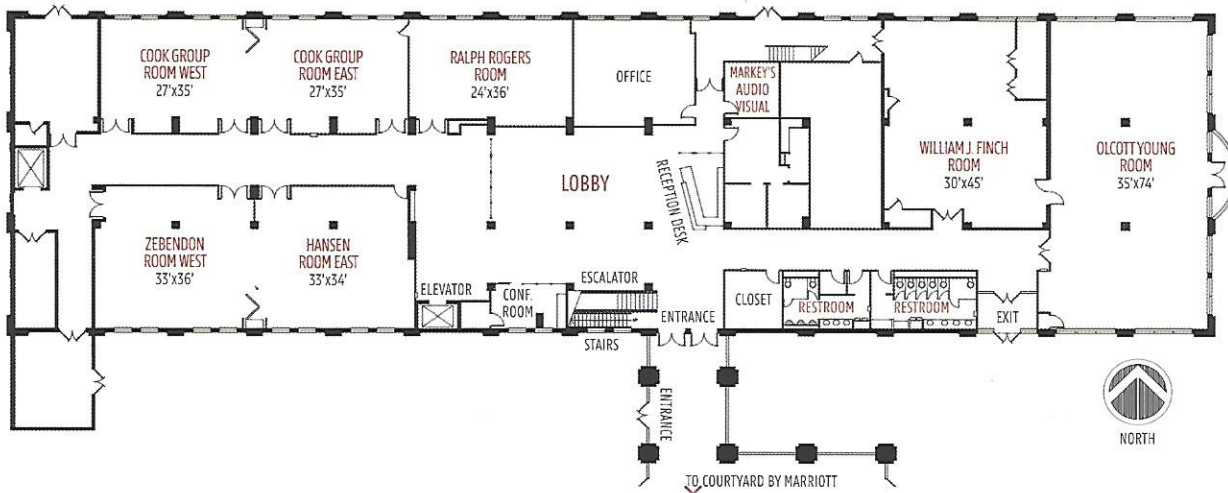 COOK GROUP
ROOM WEST
27'x35'
COOK GROUP
ROOM EAST
27'x35'
RALPH ROGERS
ROOM
24'x36'
OFFICE
MARKEY'S
AUDIO
VISUAL
WILLIAM J. FINCH
ROOM
30'x45'
OLCOTT YOUNG
ROOM
35'x74'
LOBBY
RECEPTION DESK
ZEBENDON
ROOM WEST
33'x36'
HANSEN
ROOM EAST
33'x34'
ELEVATOR
CONF.
ROOM
ESCALATOR
STAIRS
ENTRANCE
CLOSET
RESTROOM
RESTROOM
EXIT
ENTRANCE
TO COURTYARD BY MARRIOTT
NORTH